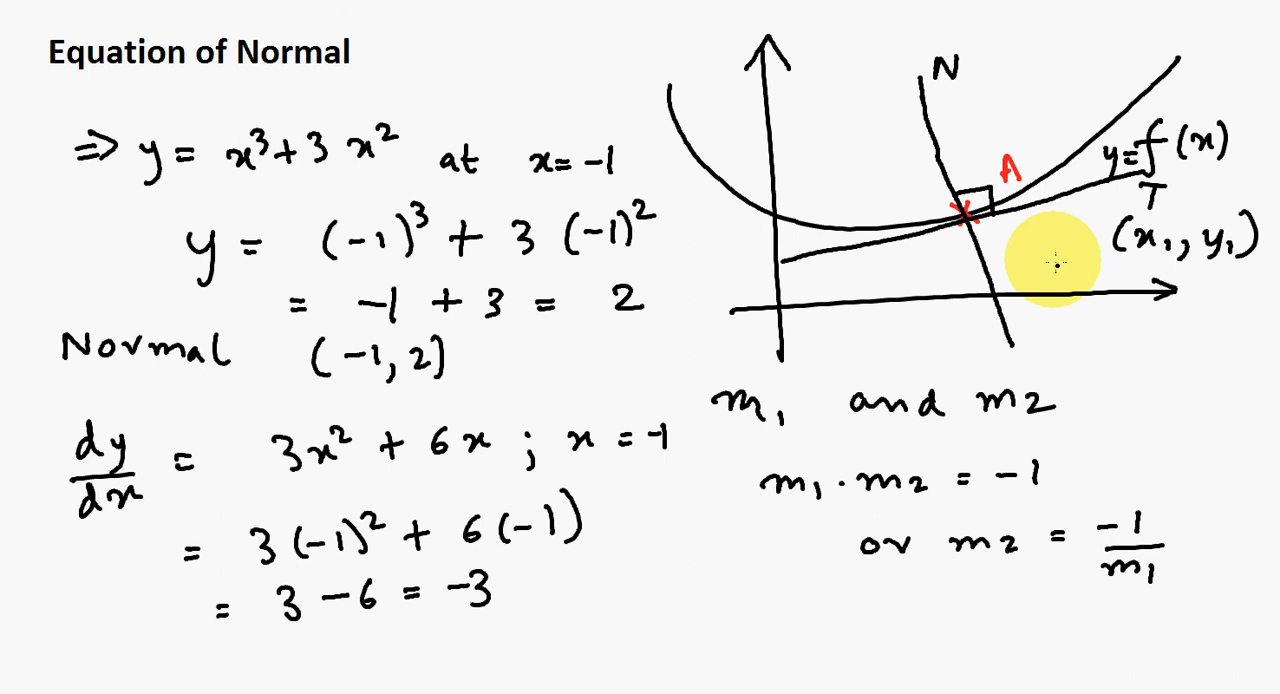 Equation of Normal
⇒ y = x³ + 3x² at x = -1
y = (-1)³ + 3 (-1)²
= -1 + 3 = 2
Normal (-1, 2)
dy/dx = 3x² + 6x ; x = -1
= 3(-1)² + 6(-1)
= 3 - 6 = -3
N
A
y = f(x)
T
(x₁, y₁)
m₁ and m2
m₁ . m2 = -1
or m2 = -1/m₁